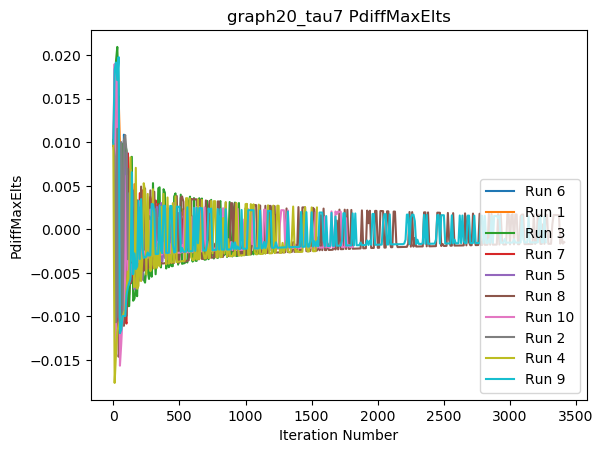 graph20_tau7 PdiffMaxElts
PdiffMaxElts
0.020
0.015
0.010
0.005
0.000
−0.005
−0.010
−0.015
Run 6
Run 1
Run 3
Run 7
Run 5
Run 8
Run 10
Run 2
Run 4
Run 9
0 500 1000 1500 2000 2500 3000 3500
Iteration Number